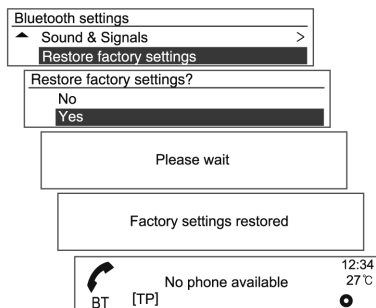 Bluetooth settings
Sound & Signals >
Restore factory settings
Restore factory settings?
No
Yes
Please wait
Factory settings restored
12:34
No phone available 27℃
BT [TP]